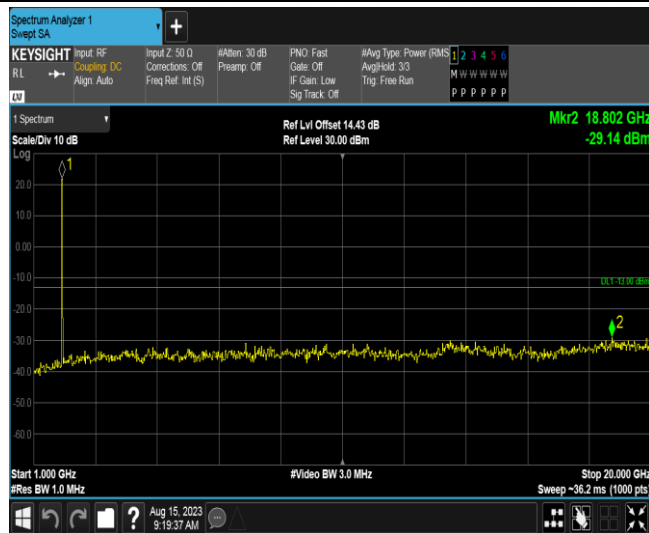 Spectrum Analyzer 1
Swept SA
+
KEYSIGHT
RL
LXI
Input: RF
Coupling: DC
Align: Auto
Input Z: 50 Ω
Corrections: Off
Freq Ref: Int (S)
#Atten: 30 dB
Preamp: Off
PNO: Fast
Gate: Off
IF Gain: Low
Sig Track: Off
#Avg Type: Power (RMS
Avg|Hold: 3/3
Trig: Free Run
1 2 3 4 5 6
M W W W W W
P P P P P P
1 Spectrum
Scale/Div 10 dB
Ref Lvl Offset 14.43 dB
Ref Level 30.00 dBm
Mkr2 18.802 GHz
-29.14 dBm
Log
1
20.0
10.0
0.00
-10.0
DL1 -13.00 dBm
-20.0
2
-30.0
-40.0
-50.0
-60.0
Start 1.000 GHz
#Res BW 1.0 MHz
#Video BW 3.0 MHz
Stop 20.000 GHz
Sweep ~36.2 ms (1000 pts)
?
Aug 15, 2023
9:19:37 AM